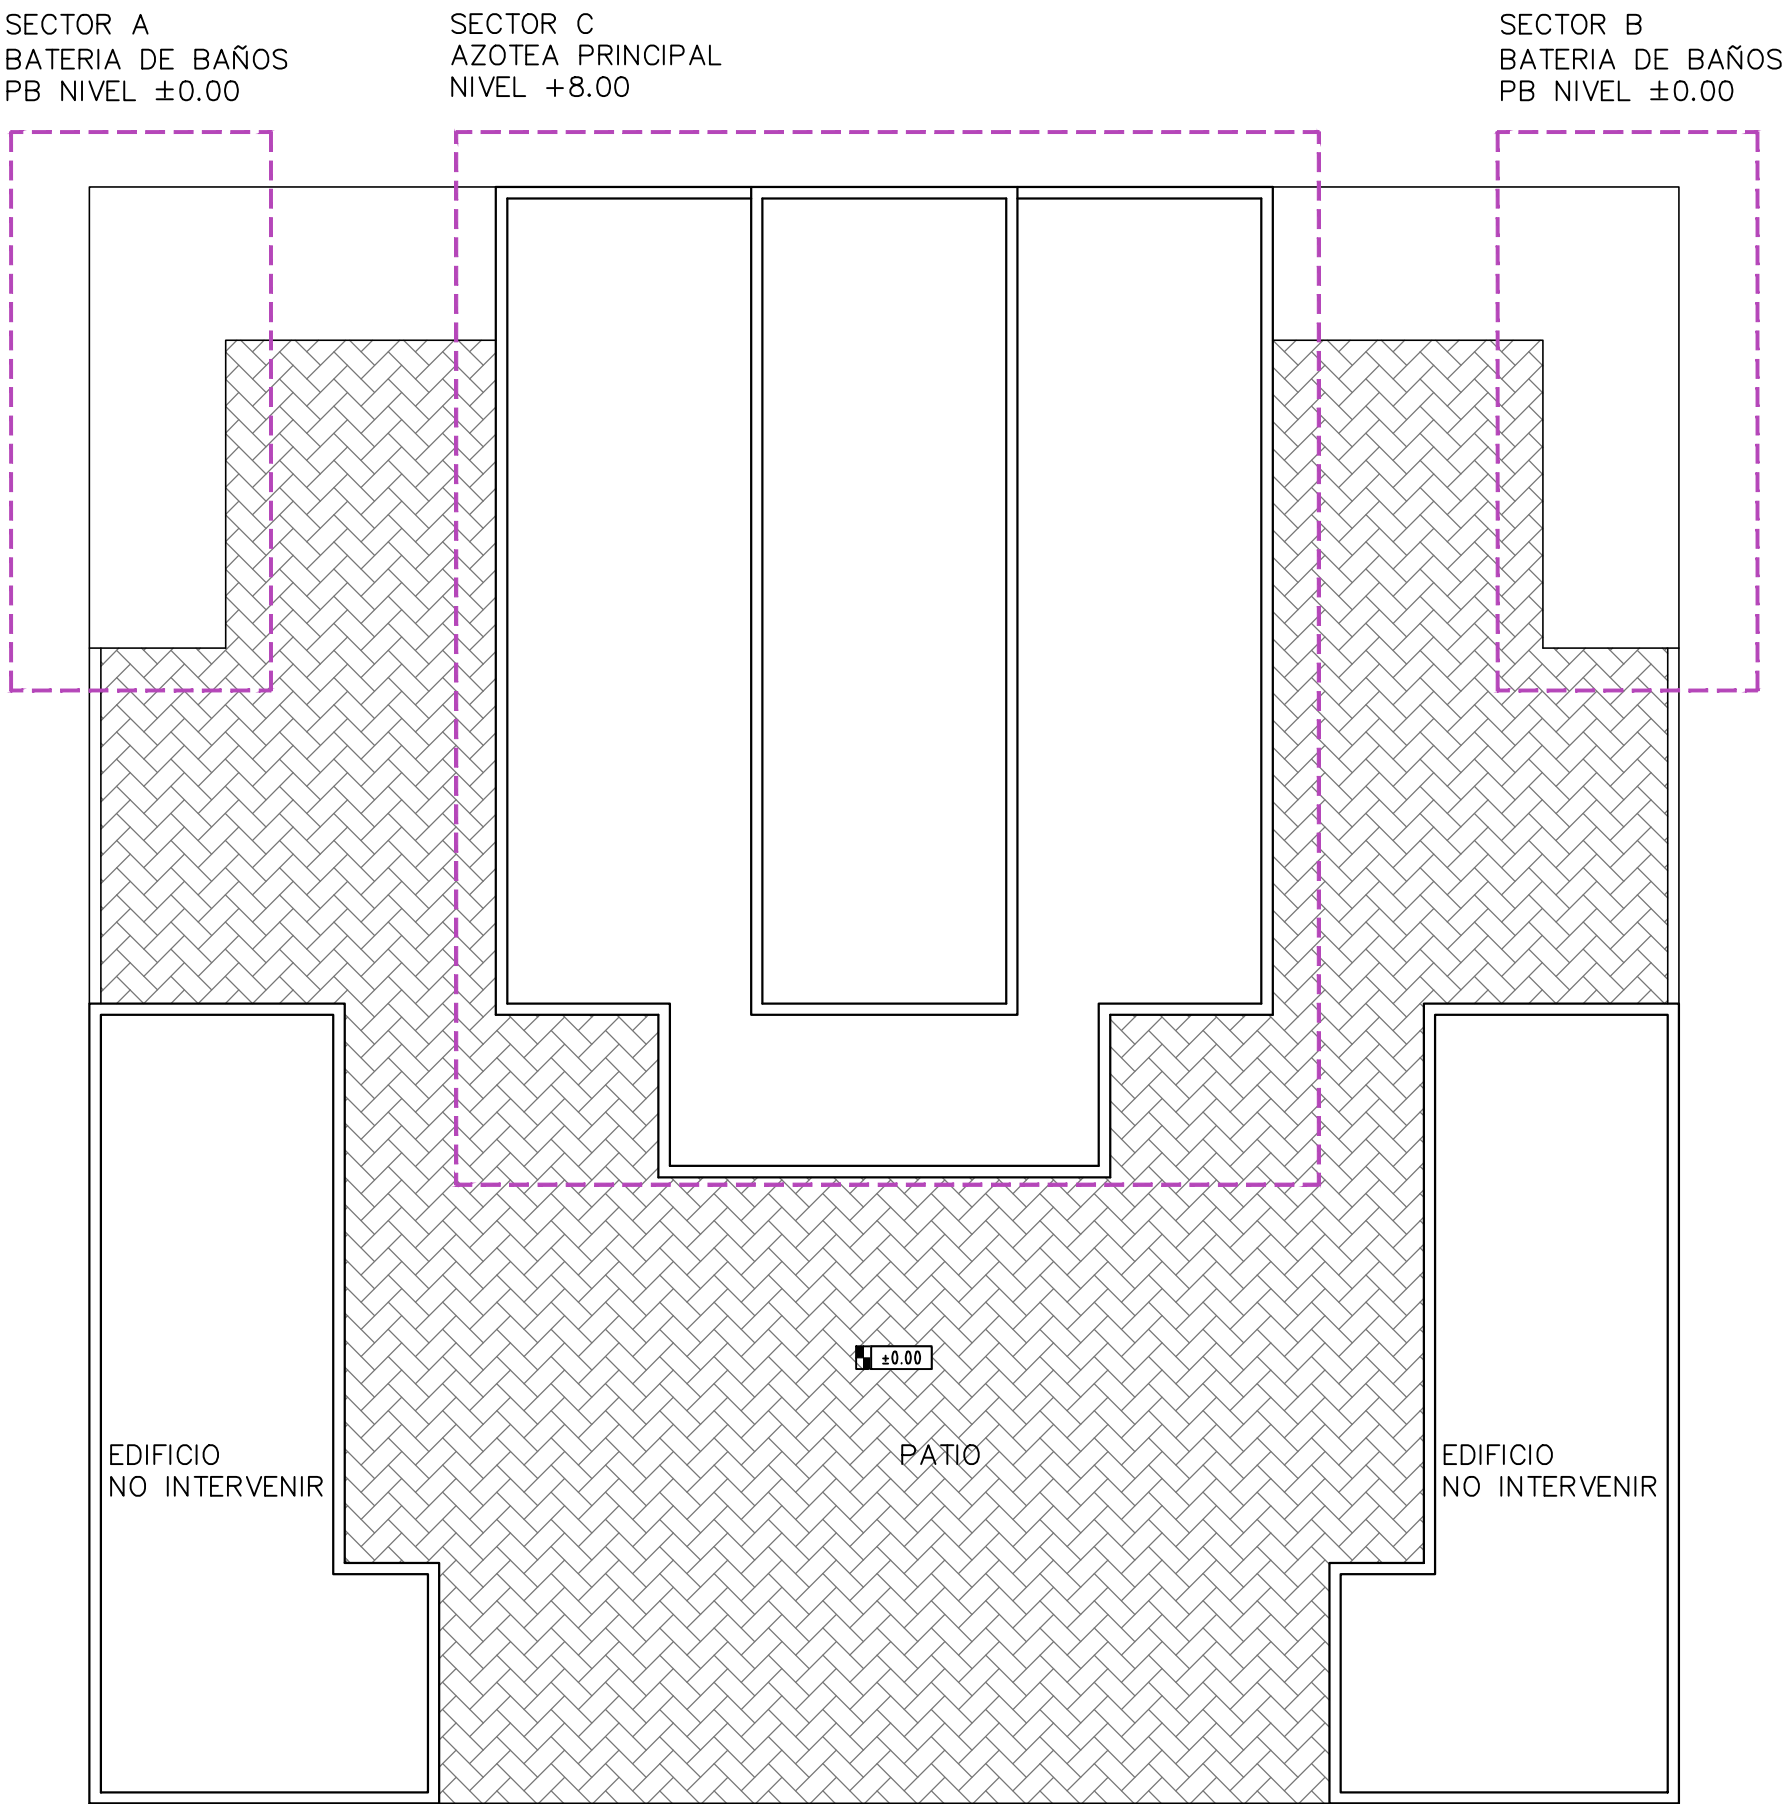 SECTOR A
BATERIA DE BAÑOS
PB NIVEL ±0.00
SECTOR C
AZOTEA PRINCIPAL
NIVEL +8.00
SECTOR B
BATERIA DE BAÑOS
PB NIVEL ±0.00
±0.00
EDIFICIO
NO INTERVENIR
PATIO
EDIFICIO
NO INTERVENIR